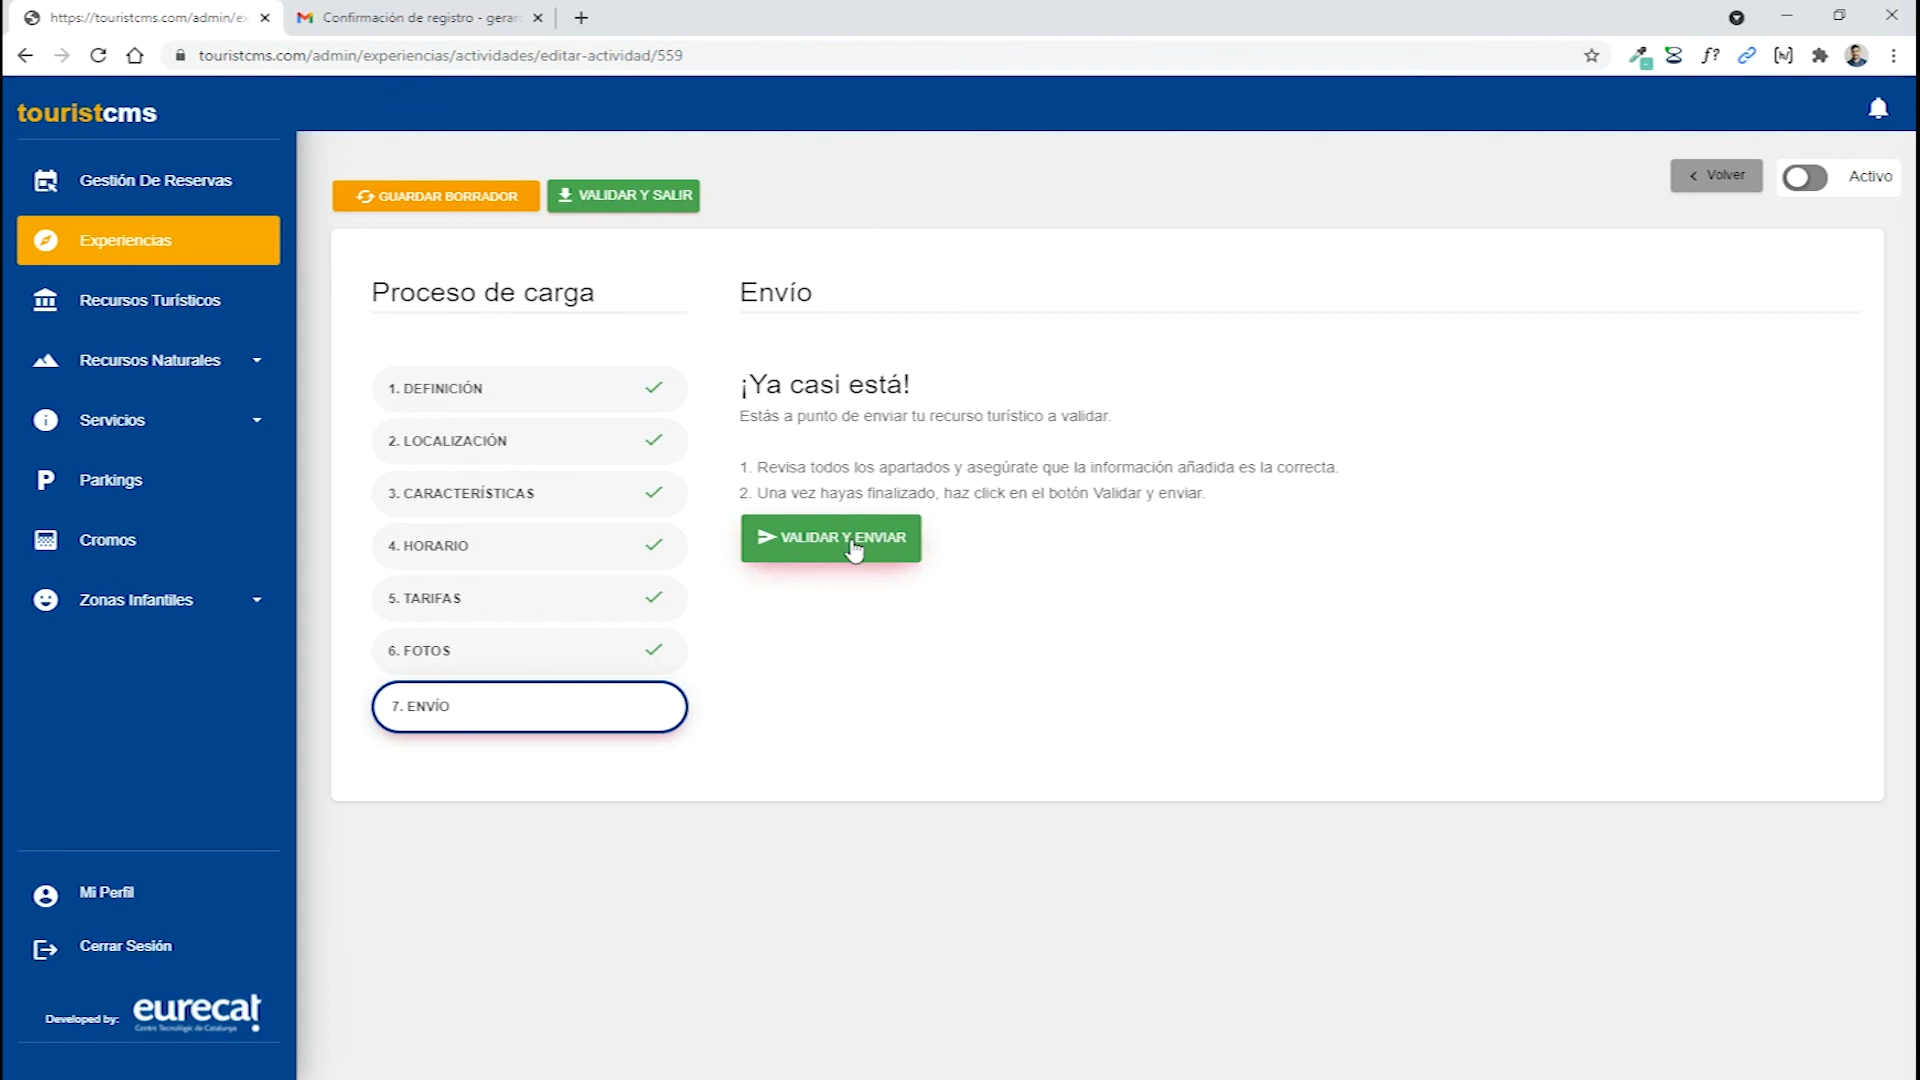 https://touristcms.com/admin/ex
Confirmación de registro - gerar
touristcms.com/admin/experiencias/actividades/editar-actividad/559
f?
touristcms
Gestión De Reservas
Experiencias
Recursos Turísticos
Recursos Naturales
Servicios
Parkings
Cromos
Zonas Infantiles
Mi Perfil
Cerrar Sesión
Developed by: eurecat
Centre Tecnològic de Catalunya
GUARDAR BORRADOR
VALIDAR Y SALIR
Volver
Activo
Proceso de carga
1. DEFINICIÓN
2. LOCALIZACIÓN
3. CARACTERÍSTICAS
4. HORARIO
5. TARIFAS
6. FOTOS
7. ENVÍO
Envío
¡Ya casi está!
Estás a punto de enviar tu recurso turístico a validar.
1. Revisa todos los apartados y asegúrate que la información añadida es la correcta.
2. Una vez hayas finalizado, haz click en el botón Validar y enviar.
VALIDAR Y ENVIAR